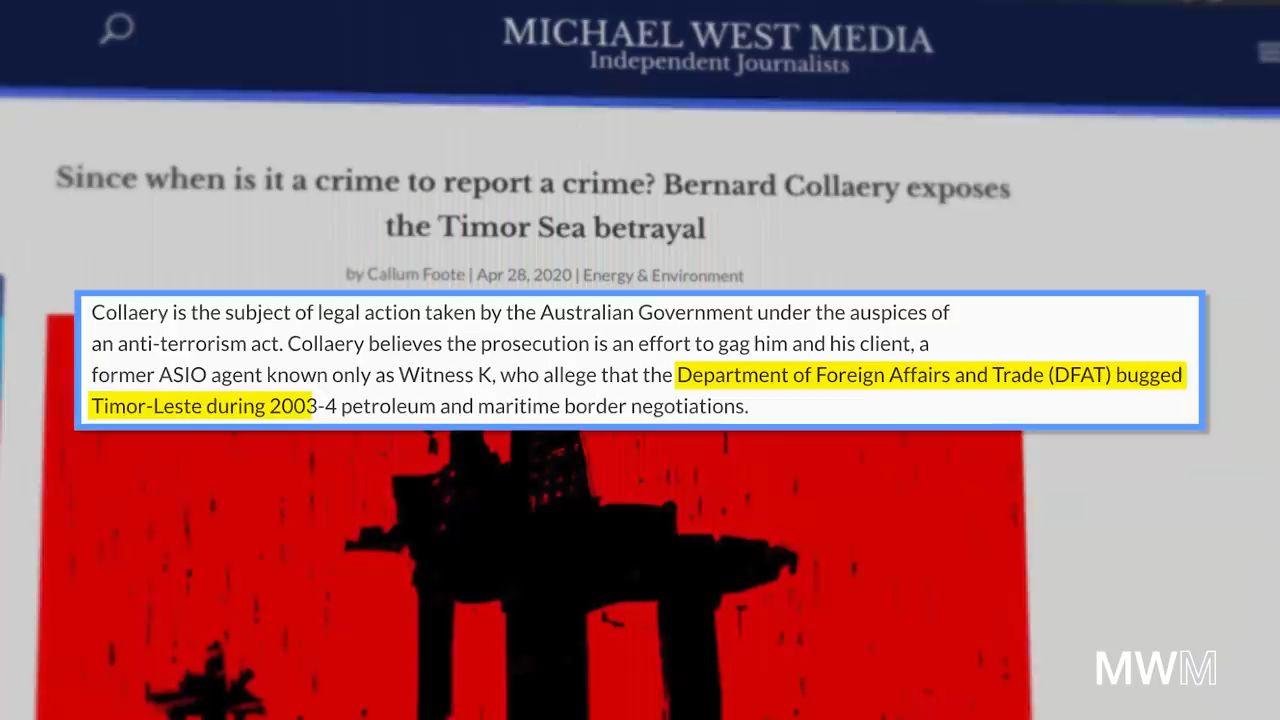 MICHAEL WEST MEDIA
Independent Journalists
Since when is it a crime to report a crime? Bernard Collaery exposes
the Timor Sea betrayal
by Callum Foote | Apr 28, 2020 | Energy & Environment
Collaery is the subject of legal action taken by the Australian Government under the auspices of
an anti-terrorism act. Collaery believes the prosecution is an effort to gag him and his client, a
former ASIO agent known only as Witness K, who allege that the Department of Foreign Affairs and Trade (DFAT) bugged
Timor-Leste during 2003-4 petroleum and maritime border negotiations.
MWM